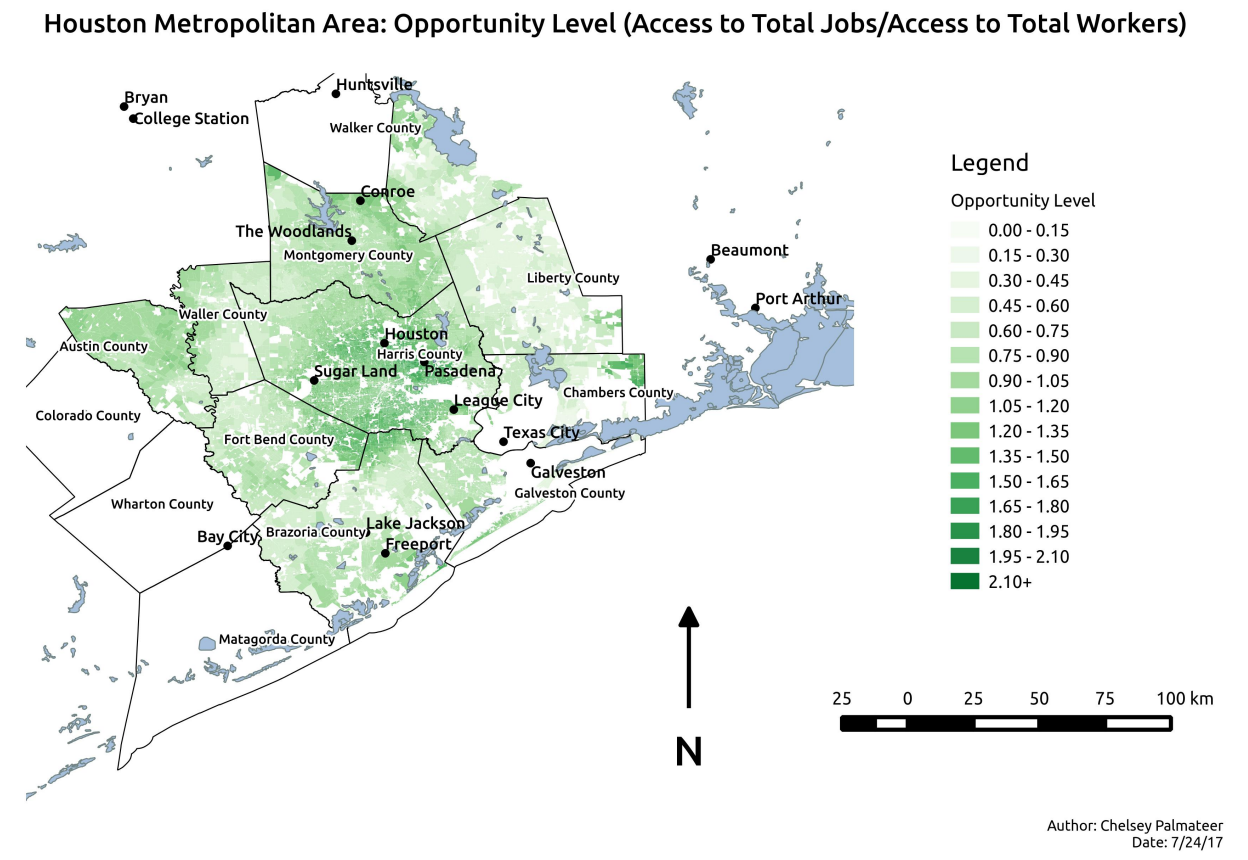 Houston Metropolitan Area: Opportunity Level (Access to Total Jobs/Access to Total Workers)
Huntsville
Bryan
College Station
Walker County
Conroe
The Woodlands
Montgomery County
Liberty County
Beaumont
Port Arthur
Waller County
Houston
Harris County
Austin County
Sugar Land
Pasadena
Chambers County
League City
Colorado County
Texas City
Fort Bend County
Galveston
Galveston County
Wharton County
Lake Jackson
Brazoria County
Bay City
Freeport
Matagorda County
Legend
Opportunity Level
0.00 - 0.15
0.15 - 0.30
0.30 - 0.45
0.45 - 0.60
0.60 - 0.75
0.75 - 0.90
0.90 - 1.05
1.05 - 1.20
1.20 - 1.35
1.35 - 1.50
1.50 - 1.65
1.65 - 1.80
1.80 - 1.95
1.95 - 2.10
2.10+
25 0 25 50 75 100 km
N
Author: Chelsey Palmateer
Date: 7/24/17